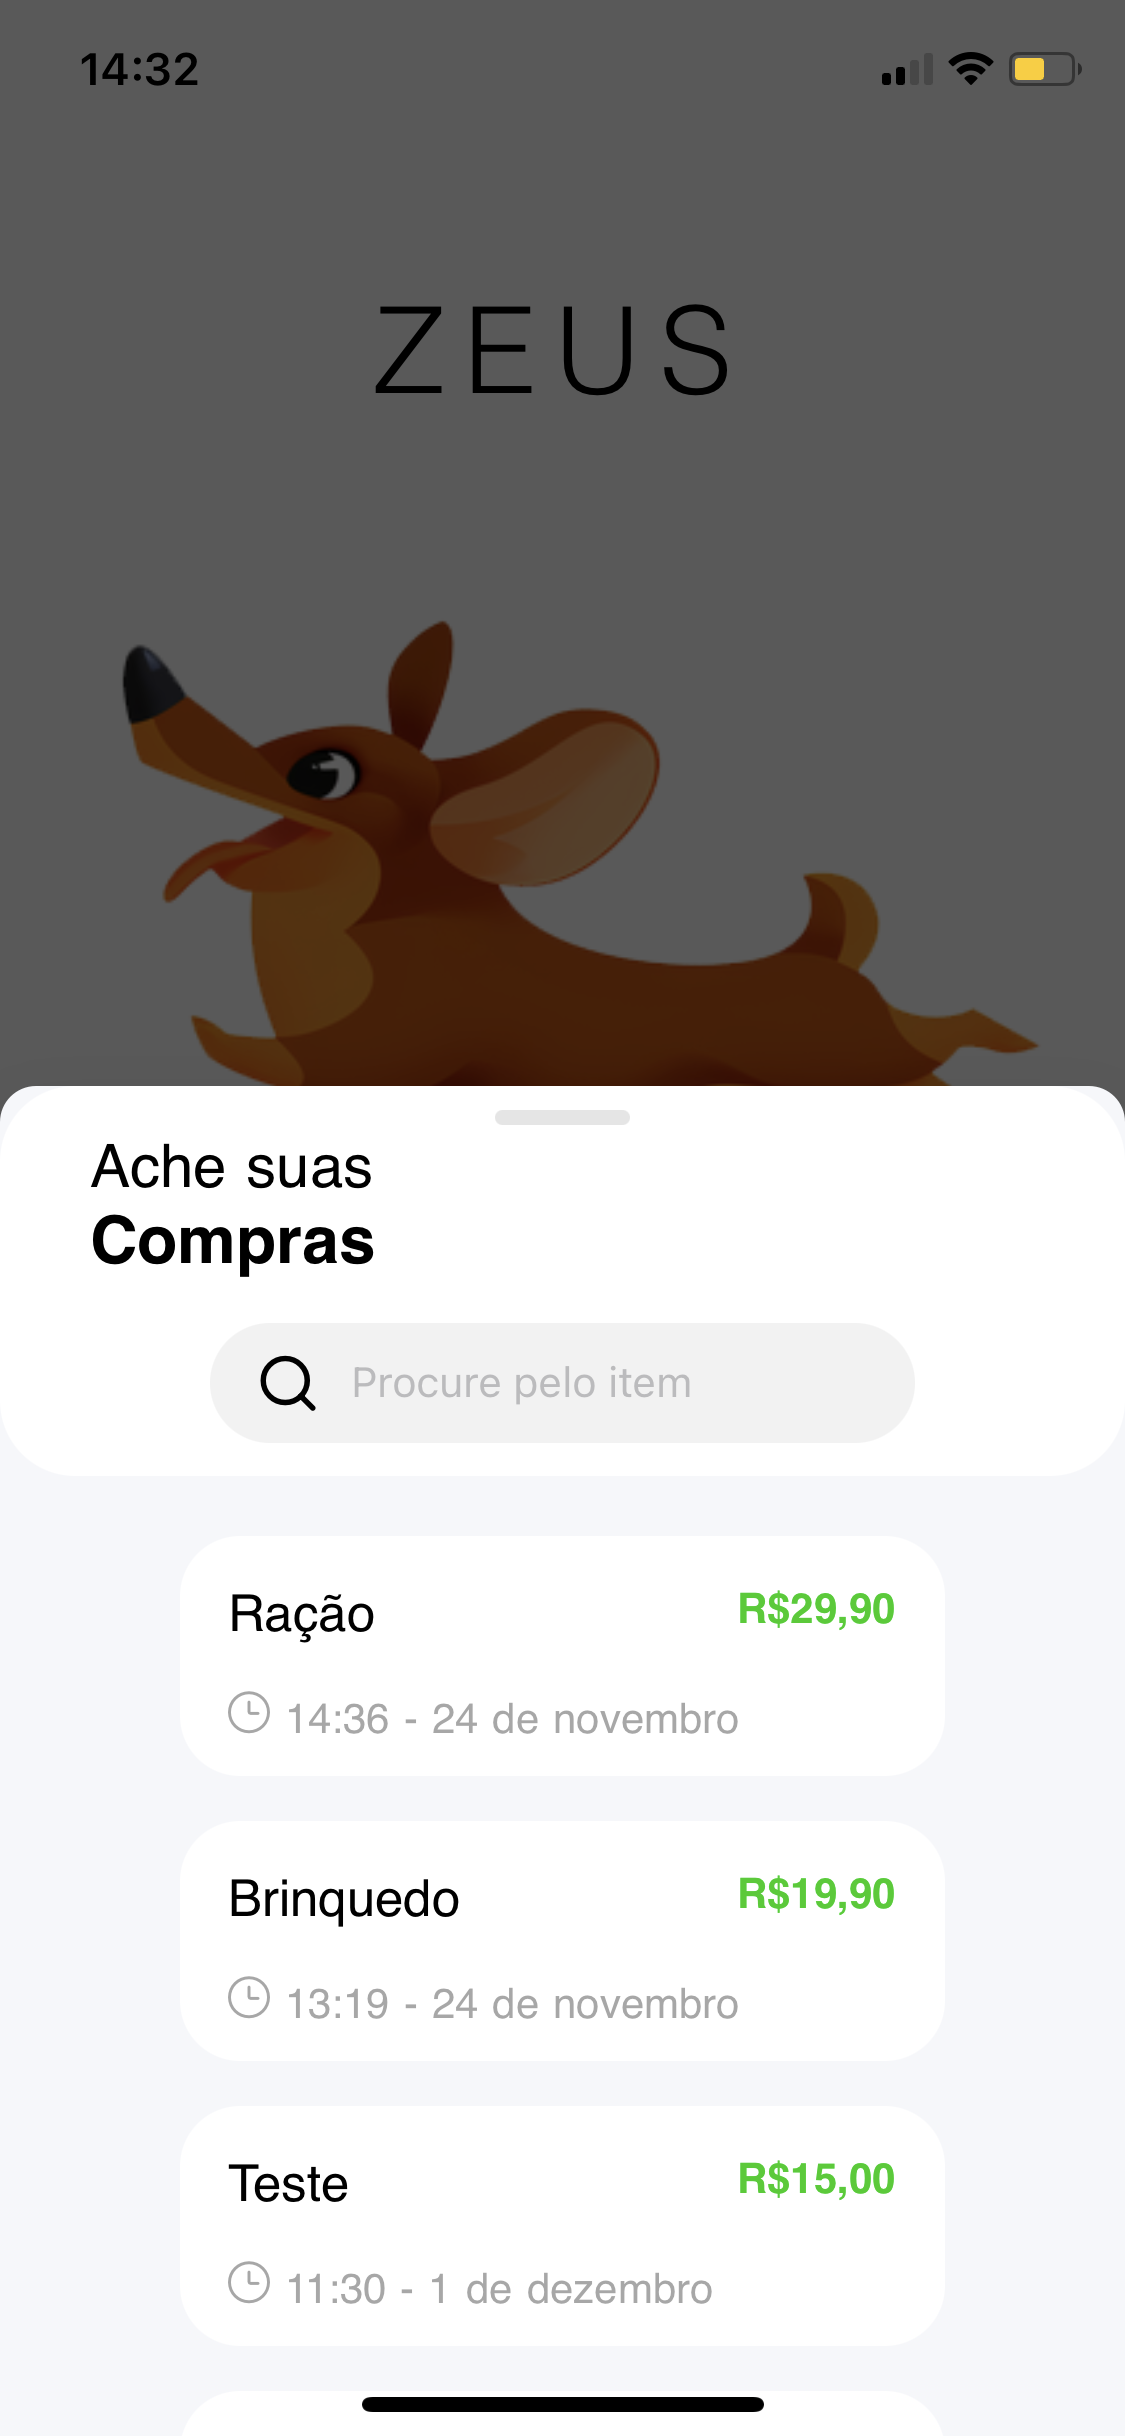 14:32
ZEUS
Ache suas
Compras
Procure pelo item
Ração
R$29,90
14:36 - 24 de novembro
Brinquedo
R$19,90
13:19 - 24 de novembro
Teste
R$15,00
11:30 - 1 de dezembro